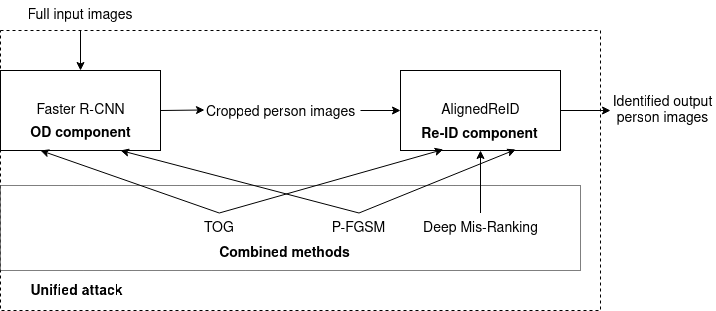 Full input images
Faster R-CNN
OD component
Cropped person images
AlignedReID
Re-ID component
Identified output
person images
TOG
P-FGSM
Deep Mis-Ranking
Combined methods
Unified attack